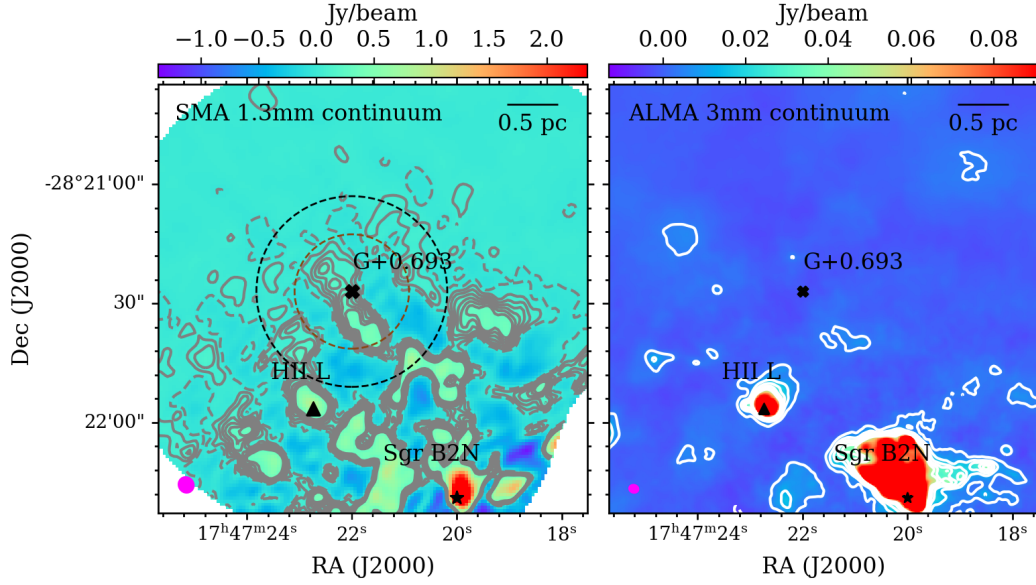 Jy/beam
Jy/beam
−1.0 −0.5 0.0 0.5 1.0 1.5 2.0
0.00 0.02 0.04 0.06 0.08
SMA 1.3mm continuum
0.5 pc
ALMA 3mm continuum
0.5 pc
-28°21'00"
G+0.693
G+0.693
30"
Dec (J2000)
HII L
HII L
22'00"
Sgr B2N
Sgr B2N
17ʰ47ᵐ24ˢ 22ˢ 20ˢ 18ˢ
17ʰ47ᵐ24ˢ 22ˢ 20ˢ 18ˢ
RA (J2000)
RA (J2000)